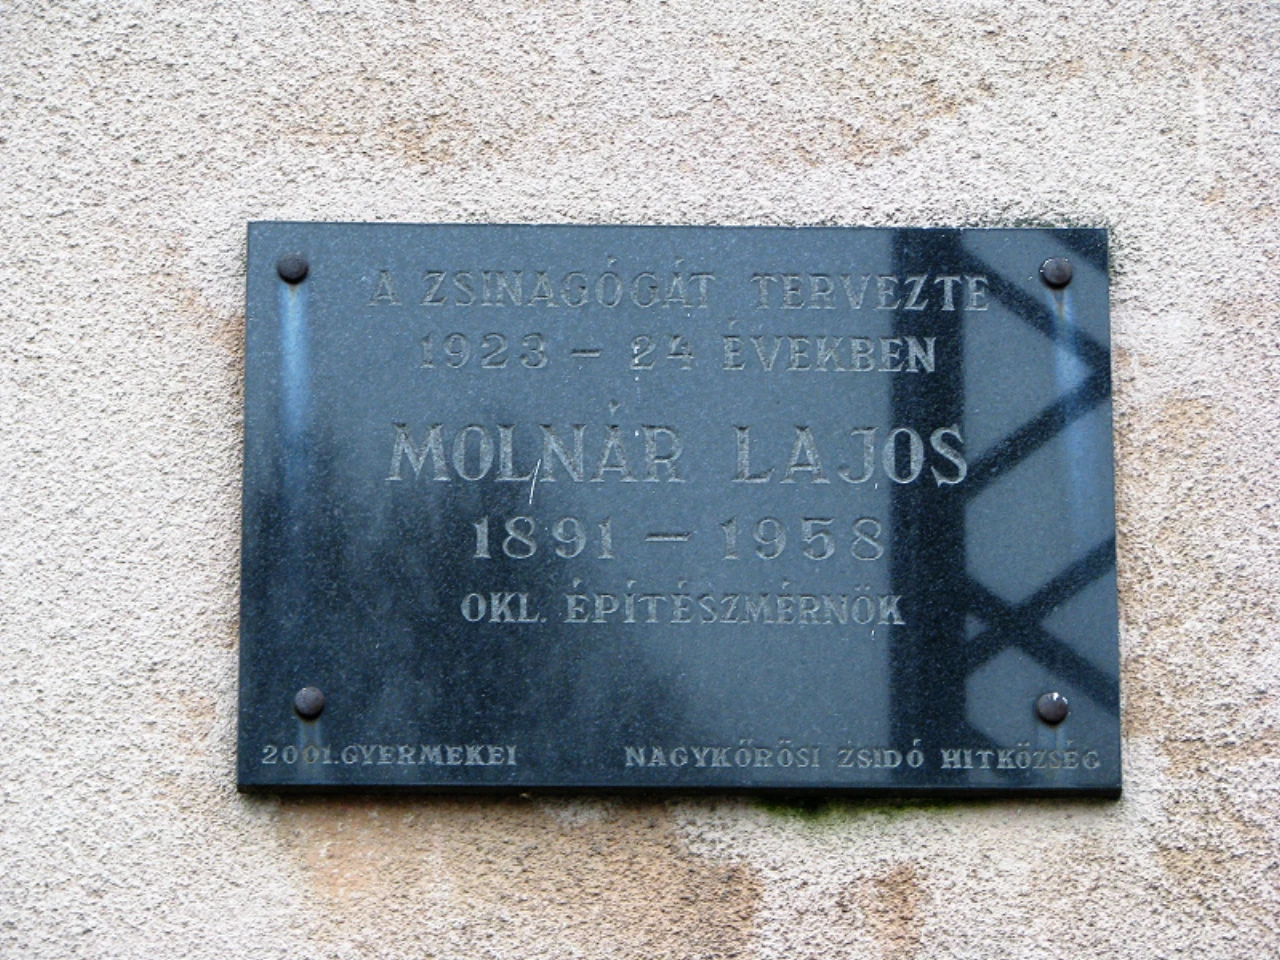 A ZSINAGÓGÁT TERVEZTE
1923 – 24 ÉVEKBEN
MOLNÁR LAJOS
1891 – 1958
OKL. ÉPÍTÉSZMÉRNÖK
2001. GYERMEKEI NAGYKŐRÖSI ZSIDÓ HITKÖZSÉG